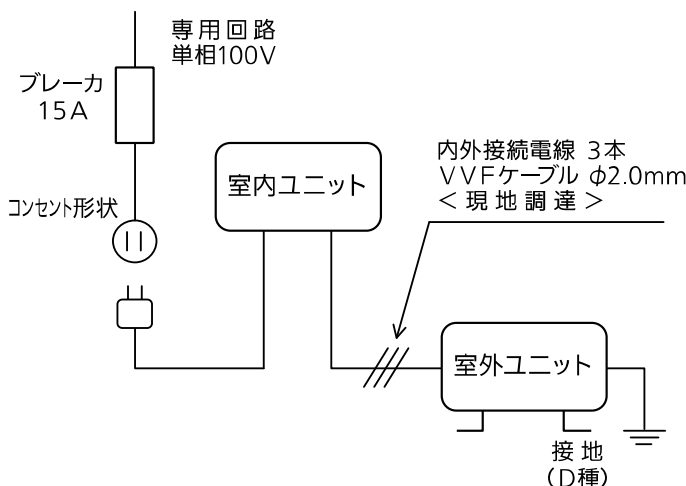 専用回路
単相100V
ブレーカ
15A
コンセント形状
室内ユニット
内外接続電線 3本
VVFケーブル φ2.0mm
＜現地調達＞
室外ユニット
接地
(D種)